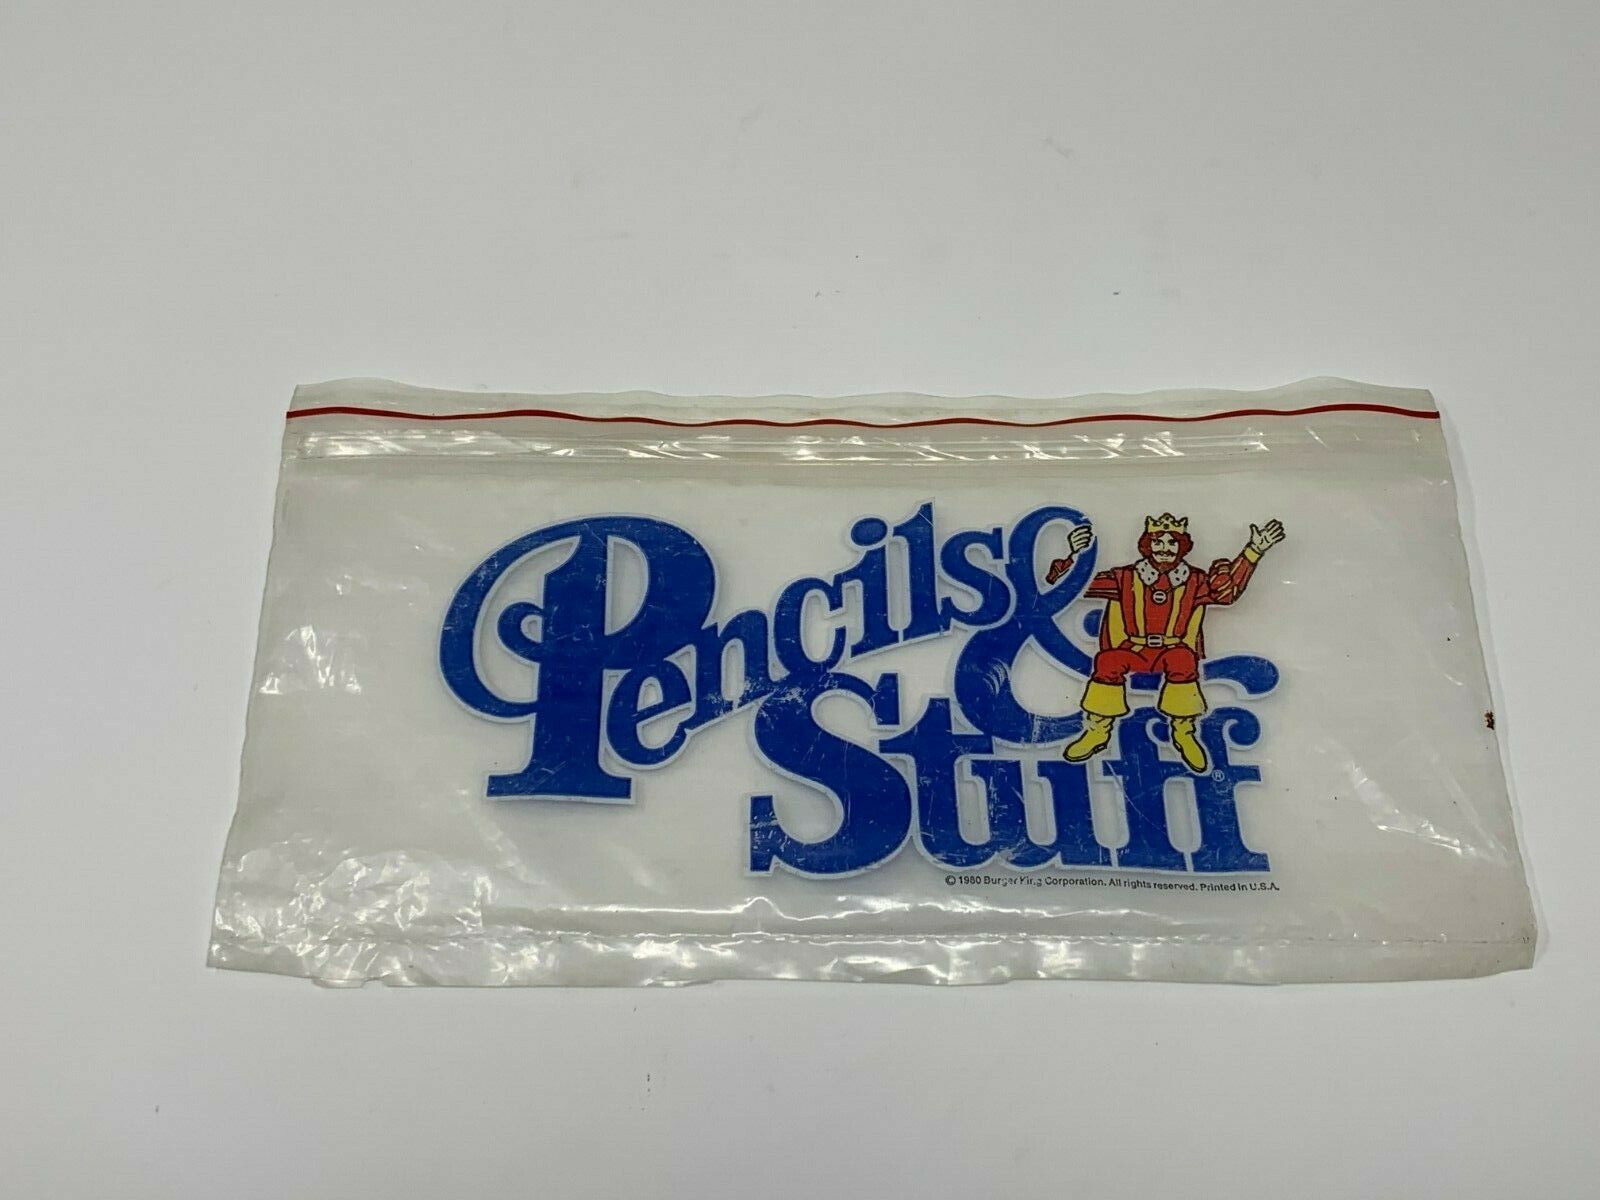 Pencils &
Stuff ®
© 1980 Burger King Corporation. All rights reserved. Printed in U.S.A.